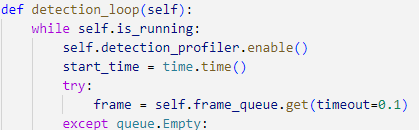 def detection_loop(self):
    while self.is_running:
        self.detection_profiler.enable()
        start_time = time.time()
        try:
            frame = self.frame_queue.get(timeout=0.1)
        except queue.Empty: